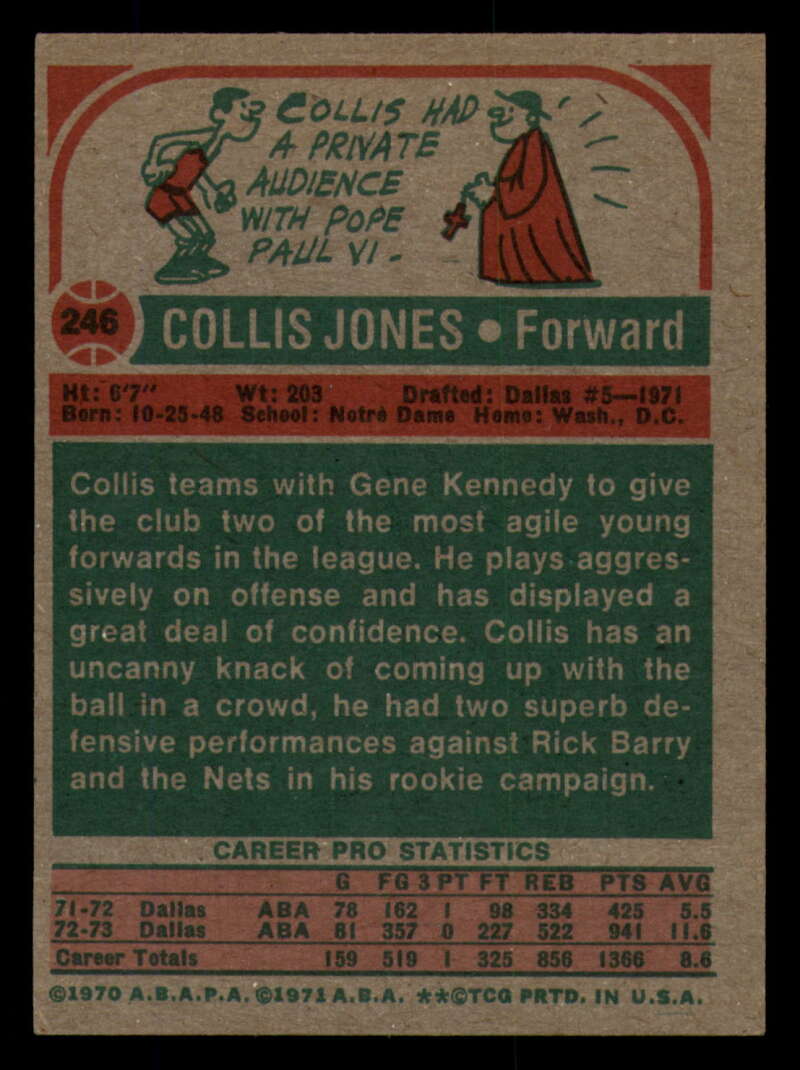 COLLIS HAD
A PRIVATE
AUDIENCE
WITH POPE
PAUL VI.
246 COLLIS JONES • Forward
Ht: 6'7" Wt: 203 Drafted: Dallas #5—1971
Born: 10-25-48 School: Notre Dame Home: Wash., D.C.
Collis teams with Gene Kennedy to give
the club two of the most agile young
forwards in the league. He plays aggres-
sively on offense and has displayed a
great deal of confidence. Collis has an
uncanny knack of coming up with the
ball in a crowd, he had two superb de-
fensive performances against Rick Barry
and the Nets in his rookie campaign.
CAREER PRO STATISTICS
G FG 3PT FT REB PTS AVG
71-72 Dallas ABA 78 162 1 98 334 425 5.5
72-73 Dallas ABA 81 357 0 227 522 941 11.6
Career Totals 159 519 1 325 856 1366 8.6
©1970 A.B.A.P.A. ©1971 A.B.A. **©TCG PRTD. IN U.S.A.